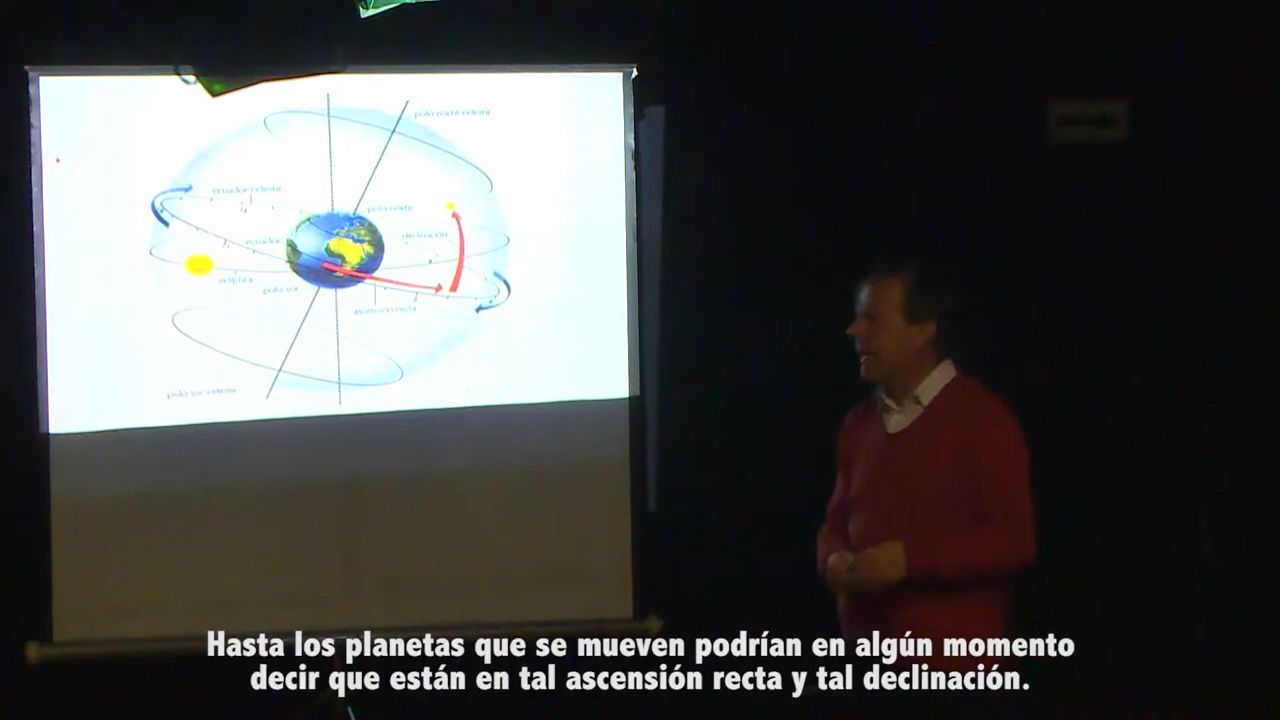 polo norte celeste
ecuador celeste
polo norte
declinación
ecuador
eclíptica
polo sur
ascensión recta
polo sur celeste
Hasta los planetas que se mueven podrían en algún momento
decir que están en tal ascensión recta y tal declinación.